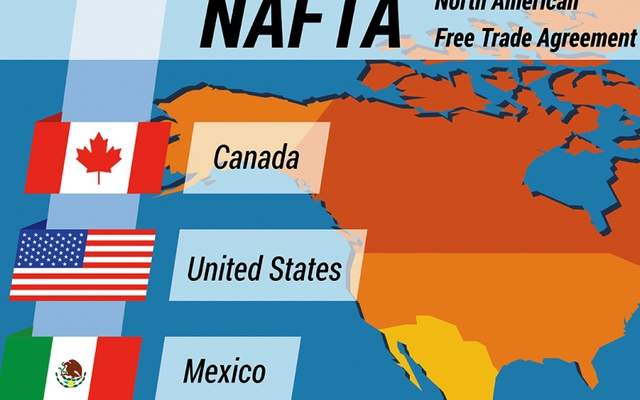 NAFTA
North American
Free Trade Agreement
Canada
United States
Mexico